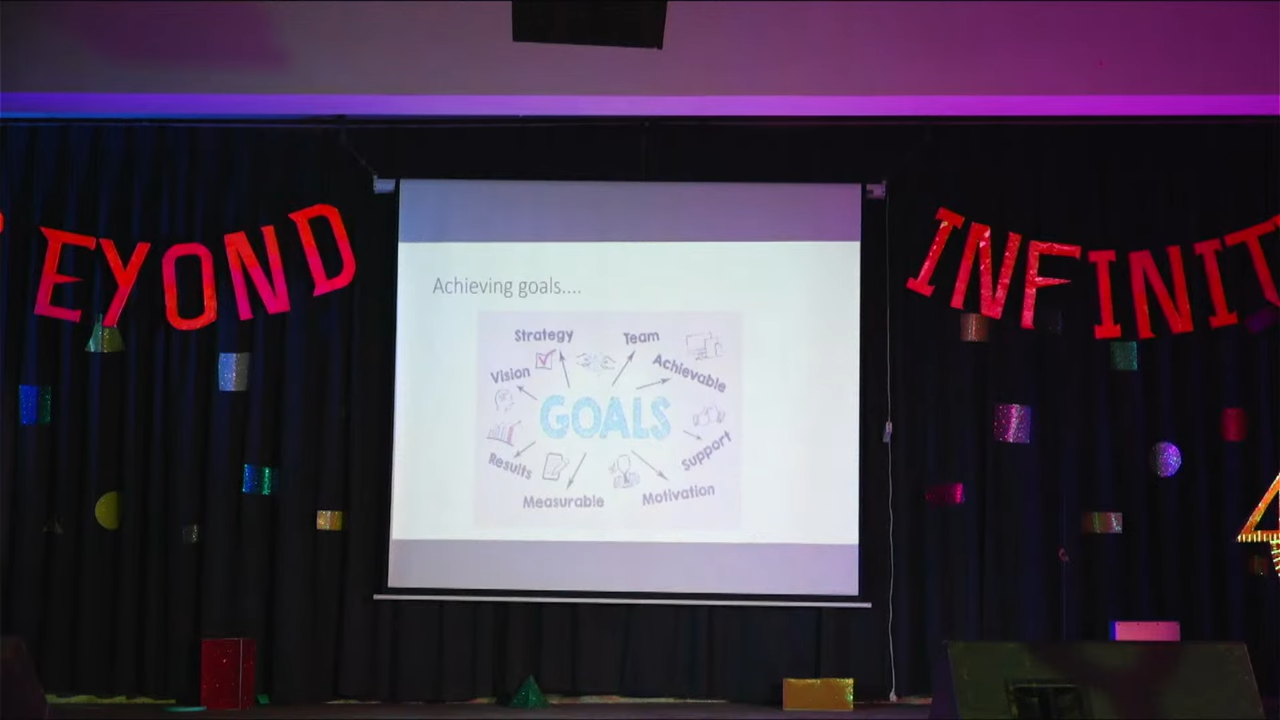 EYOND
INFINIT
Achieving goals....
Strategy
Team
Vision
Achievable
GOALS
Results
Support
Measurable
Motivation